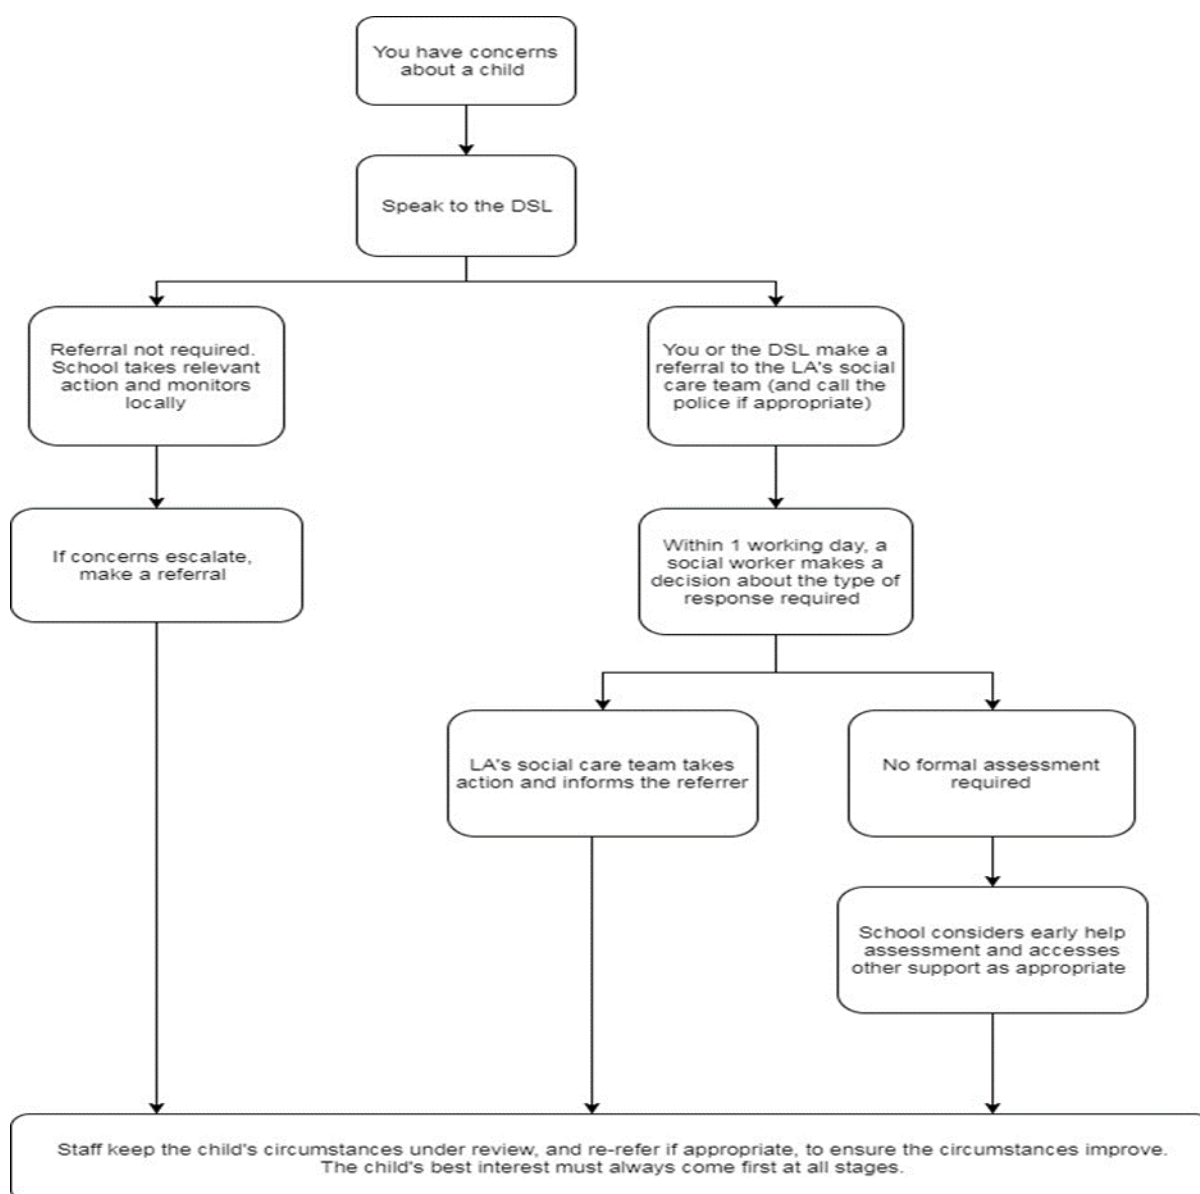 You have concerns
about a child
Speak to the DSL
Referral not required.
School takes relevant
action and monitors
locally
You or the DSL make a
referral to the LA's social
care team (and call the
police if appropriate)
If concerns escalate,
make a referral
Within 1 working day, a
social worker makes a
decision about the type of
response required
LA's social care team takes
action and informs the referrer
No formal assessment
required
School considers early help
assessment and accesses
other support as appropriate
Staff keep the child's circumstances under review, and re-refer if appropriate, to ensure the circumstances improve.
The child's best interest must always come first at all stages.